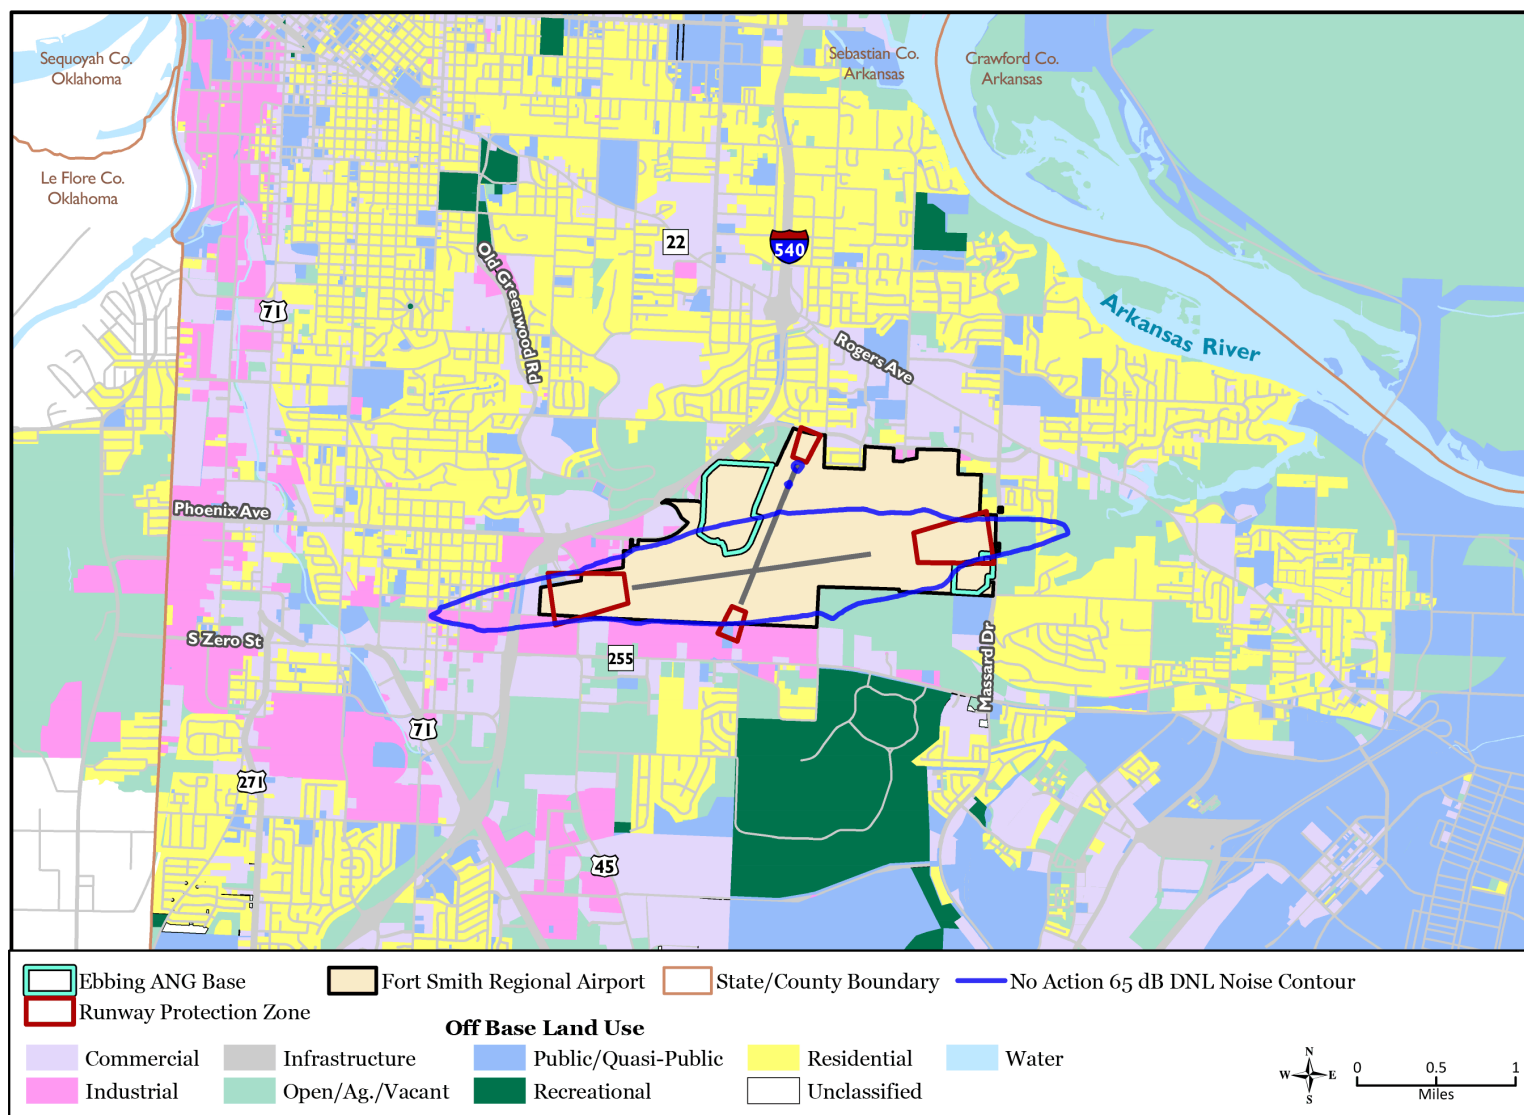 Sequoyah Co.
Oklahoma
Sebastian Co.
Arkansas
Crawford Co.
Arkansas
Le Flore Co.
Oklahoma
22
540
71
Old Greenwood Rd
Arkansas River
Rogers Ave
Phoenix Ave
S Zero St
255
Massard Dr
71
271
45
Ebbing ANG Base
Fort Smith Regional Airport
State/County Boundary
No Action 65 dB DNL Noise Contour
Runway Protection Zone
Off Base Land Use
Commercial
Infrastructure
Public/Quasi-Public
Residential
Water
Industrial
Open/Ag./Vacant
Recreational
Unclassified
N
W E
S
0 0.5 1
Miles